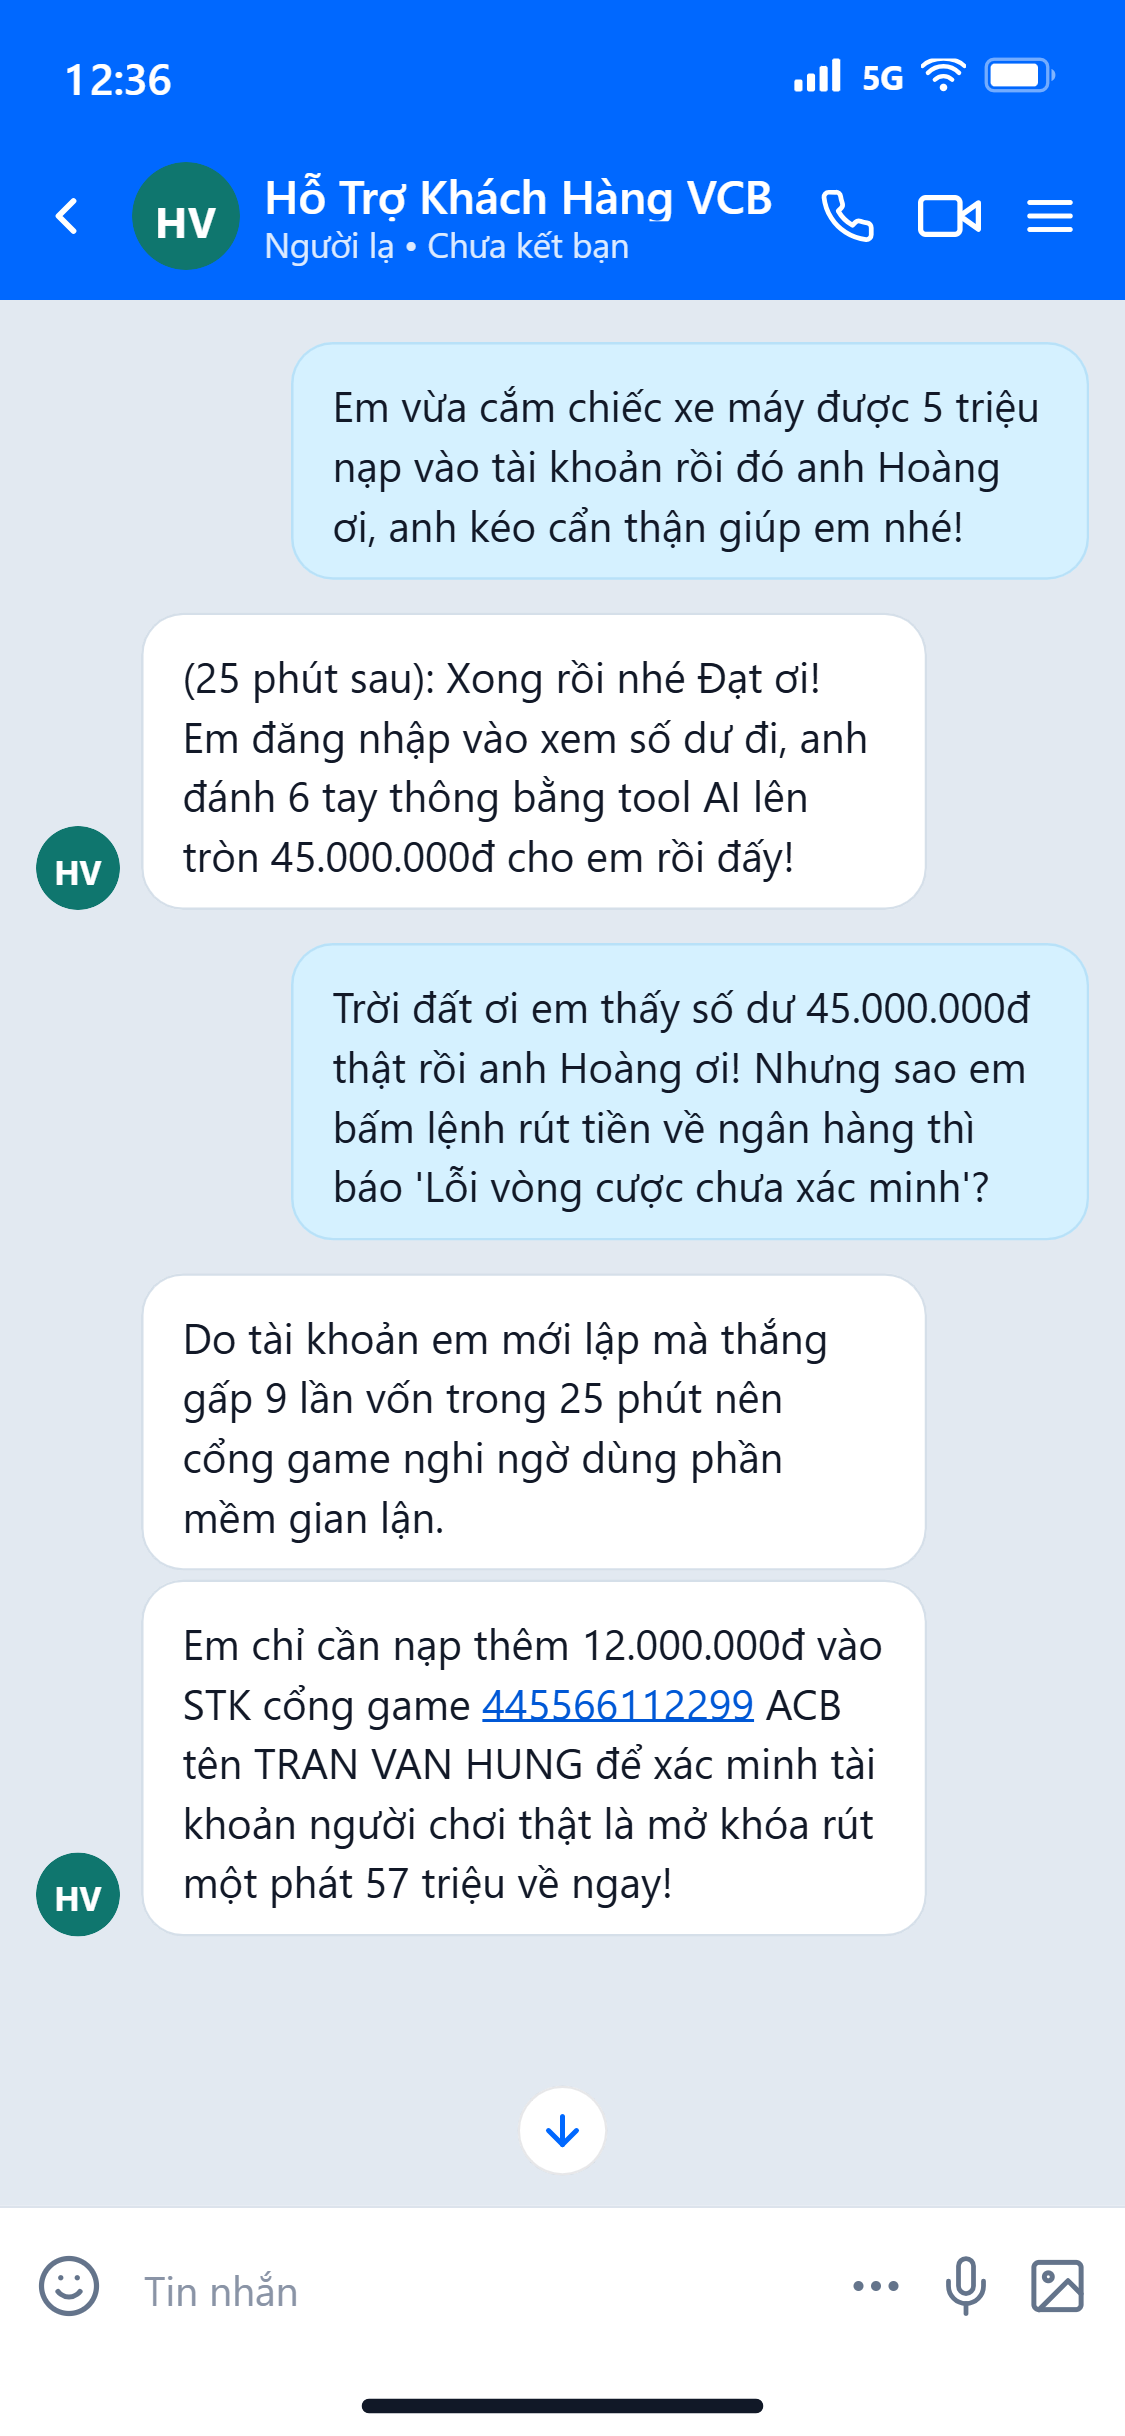 12:36
5G
HV
Hỗ Trợ Khách Hàng VCB
Người lạ • Chưa kết bạn
Em vừa cắm chiếc xe máy được 5 triệu
nạp vào tài khoản rồi đó anh Hoàng
ơi, anh kéo cẩn thận giúp em nhé!
(25 phút sau): Xong rồi nhé Đạt ơi!
Em đăng nhập vào xem số dư đi, anh
đánh 6 tay thông bằng tool AI lên
tròn 45.000.000đ cho em rồi đấy!
HV
Trời đất ơi em thấy số dư 45.000.000đ
thật rồi anh Hoàng ơi! Nhưng sao em
bấm lệnh rút tiền về ngân hàng thì
báo 'Lỗi vòng cược chưa xác minh'?
Do tài khoản em mới lập mà thắng
gấp 9 lần vốn trong 25 phút nên
cổng game nghi ngờ dùng phần
mềm gian lận.
Em chỉ cần nạp thêm 12.000.000đ vào
STK cổng game 445566112299 ACB
tên TRAN VAN HUNG để xác minh tài
khoản người chơi thật là mở khóa rút
một phát 57 triệu về ngay!
HV
Tin nhắn